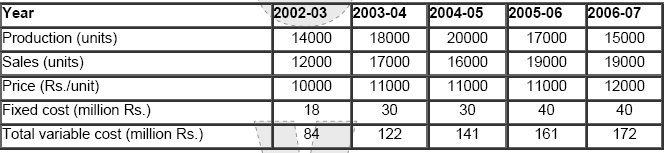 Year 2002-03 2003-04 2004-05 2005-06 2006-07
Production (units) 14000 18000 20000 17000 15000
Sales (units) 12000 17000 16000 19000 19000
Price (Rs./unit) 10000 11000 11000 11000 12000
Fixed cost (million Rs.) 18 30 30 40 40
Total variable cost (million Rs.) 84 122 141 161 172